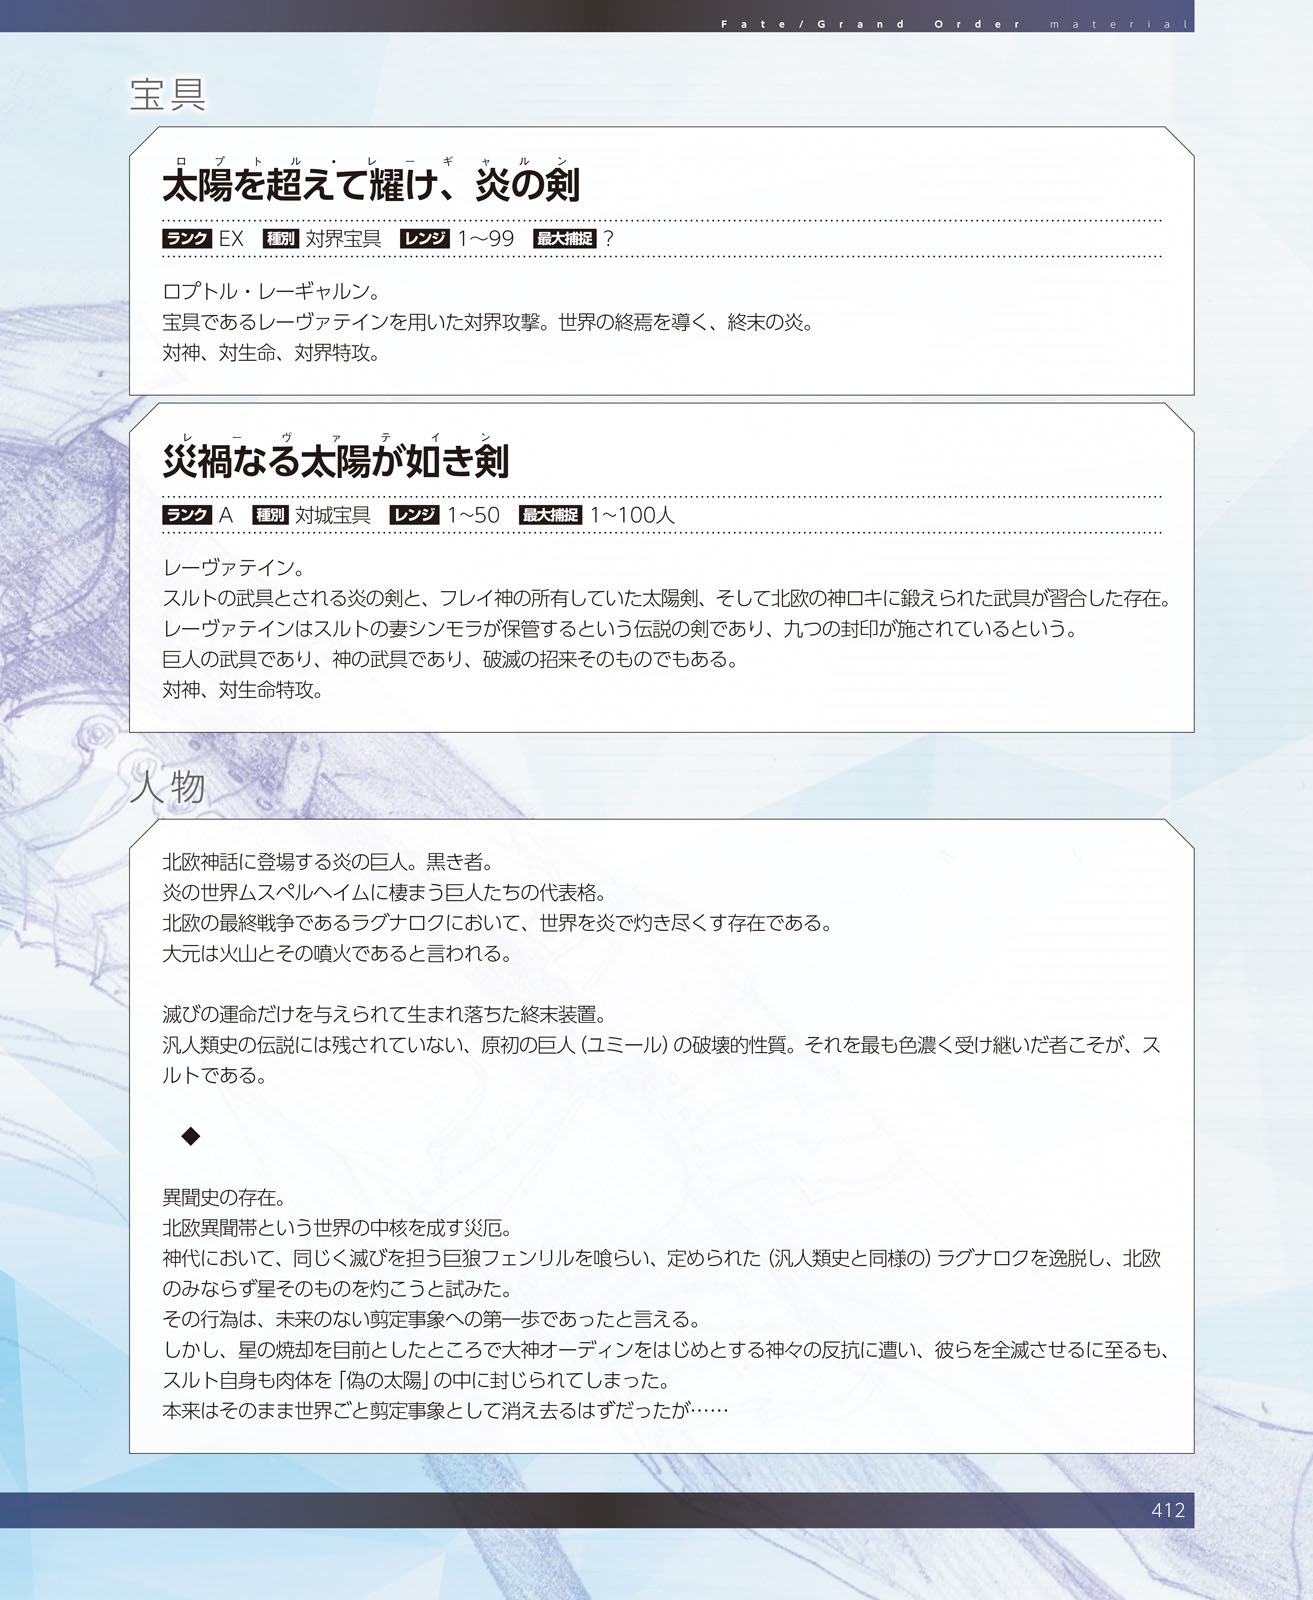 Fate/Grand Order material
宝具
ロプトル・レーギャルン
太陽を超えて耀け、炎の剣
ランク EX 種別 対界宝具 レンジ 1～99 最大捕捉 ?
ロプトル・レーギャルン。
宝具であるレーヴァテインを用いた対界攻撃。世界の終焉を導く、終末の炎。
対神、対生命、対界特攻。
レーヴァテイン
災禍なる太陽が如き剣
ランク A 種別 対城宝具 レンジ 1~50 最大捕捉 1~100人
レーヴァテイン。
スルトの武具とされる炎の剣と、フレイ神の所有していた太陽剣、そして北欧の神ロキに鍛えられた武具が習合した存在。
レーヴァテインはスルトの妻シンモラが保管するという伝説の剣であり、九つの封印が施されているという。
巨人の武具であり、神の武具であり、破滅の招来そのものでもある。
対神、対生命特攻。
人物
北欧神話に登場する炎の巨人。黒き者。
炎の世界ムスペルヘイムに棲まう巨人たちの代表格。
北欧の最終戦争であるラグナロクにおいて、世界を炎で灼き尽くす存在である。
大元は火山とその噴火であると言われる。
滅びの運命だけを与えられて生まれ落ちた終末装置。
汎人類史の伝説には残されていない、原初の巨人（ユミール）の破壊的性質。それを最も色濃く受け継いだ者こそが、ス
ルトである。
◆
異聞史の存在。
北欧異聞帯という世界の中核を成す災厄。
神代において、同じく滅びを担う巨狼フェンリルを喰らい、定められた（汎人類史と同様の）ラグナロクを逸脱し、北欧
のみならず星そのものを灼こうと試みた。
その行為は、未来のない剪定事象への第一歩であったと言える。
しかし、星の焼却を目前としたところで大神オーディンをはじめとする神々の反抗に遭い、彼らを全滅させるに至るも、
スルト自身も肉体を「偽の太陽」の中に封じられてしまった。
本来はそのまま世界ごと剪定事象として消え去るはずだったが……
412